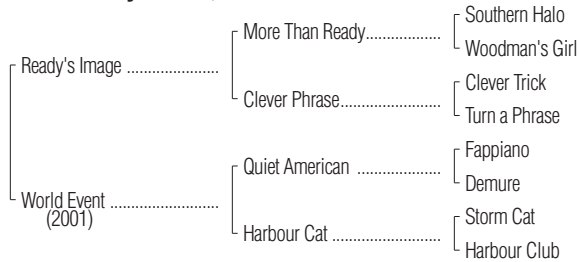 Southern Halo
More Than Ready..................
Woodman's Girl
Ready's Image ......................
Clever Trick
Clever Phrase........................
Turn a Phrase
Fappiano
Quiet American ....................
Demure
World Event ..........................
(2001)
Storm Cat
Harbour Cat ..........................
Harbour Club